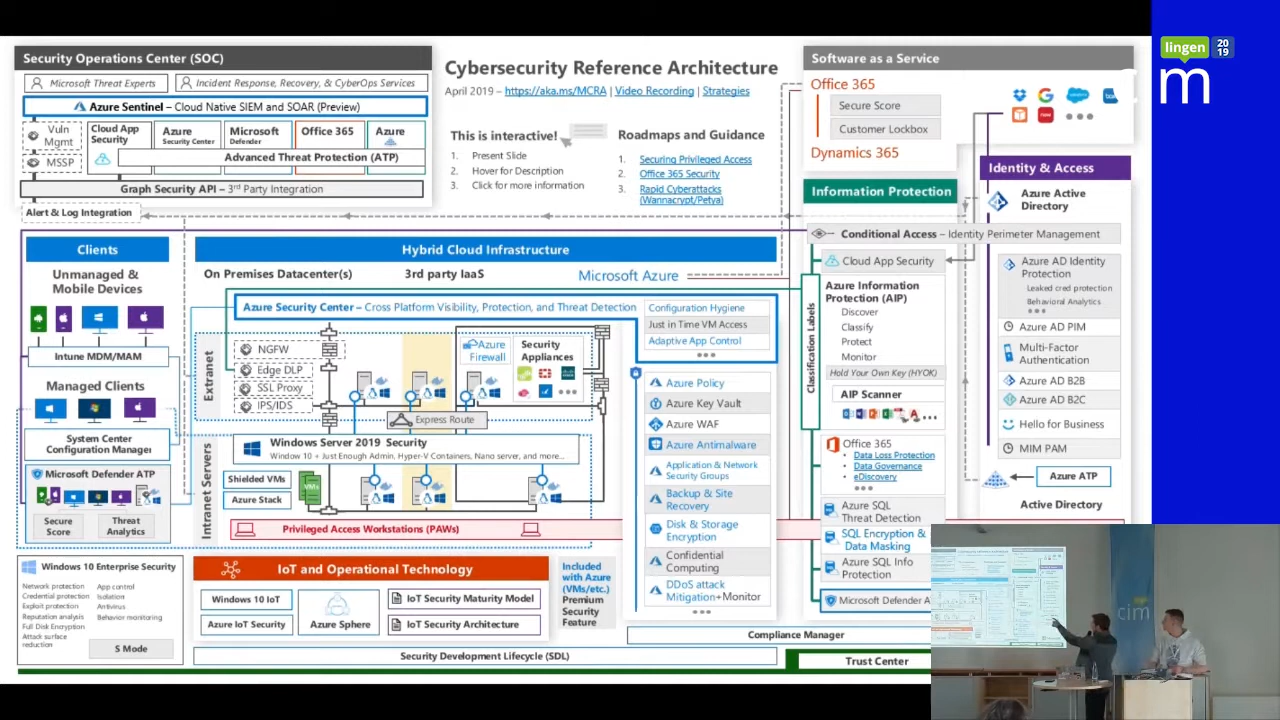 Security Operations Center (SOC)
Microsoft Threat Experts
Incident Response, Recovery, & CyberOps Services
Azure Sentinel – Cloud Native SIEM and SOAR (Preview)
Vuln
Mgmt
MSSP
Cloud App
Security
Azure
Security Center
Microsoft
Defender
Office 365
Azure
Advanced Threat Protection (ATP)
Graph Security API – 3rd Party Integration
Alert & Log Integration
Cybersecurity Reference Architecture
April 2019 – https://aka.ms/MCRA | Video Recording | Strategies
This is interactive!
1. Present Slide
2. Hover for Description
3. Click for more information
Roadmaps and Guidance
1. Securing Privileged Access
2. Office 365 Security
3. Rapid Cyberattacks
(Wannacrypt/Petya)
Software as a Service
Office 365
Secure Score
Customer Lockbox
Dynamics 365
lingen
20
19
cim
Information Protection
Identity & Access
Azure Active
Directory
Conditional Access – Identity Perimeter Management
Cloud App Security
Azure Information
Protection (AIP)
Discover
Classify
Protect
Monitor
Hold Your Own Key (HYOK)
AIP Scanner
Classification Labels
Office 365
Data Loss Protection
Data Governance
eDiscovery
Azure SQL
Threat Detection
SQL Encryption &
Data Masking
Azure SQL Info
Protection
Microsoft Defender A
Azure AD Identity
Protection
Leaked cred protection
Behavioral Analytics
Azure AD PIM
Multi-Factor
Authentication
Azure AD B2B
Azure AD B2C
Hello for Business
MIM PAM
Azure ATP
Active Directory
Clients
Unmanaged &
Mobile Devices
Intune MDM/MAM
Managed Clients
System Center
Configuration Manager
Microsoft Defender ATP
Secure
Score
Threat
Analytics
Hybrid Cloud Infrastructure
On Premises Datacenter(s)
3rd party IaaS
Microsoft Azure
Azure Security Center – Cross Platform Visibility, Protection, and Threat Detection
Configuration Hygiene
Just in Time VM Access
Adaptive App Control
Extranet
NGFW
Edge DLP
SSL Proxy
IPS/IDS
Azure
Firewall
Security
Appliances
Express Route
Azure Policy
Azure Key Vault
Azure WAF
Azure Antimalware
Application & Network
Security Groups
Backup & Site
Recovery
Disk & Storage
Encryption
Confidential
Computing
DDoS attack
Mitigation+Monitor
Intranet Servers
Windows Server 2019 Security
Windows 10 + Just Enough Admin, Hyper-V Containers, Nano server, and more…
Shielded VMs
Azure Stack
VMs
Privileged Access Workstations (PAWs)
Windows 10 Enterprise Security
Network protection
Credential protection
Exploit protection
Reputation analysis
Full Disk Encryption
Attack surface
reduction
App control
Isolation
Antivirus
Behavior monitoring
S Mode
IoT and Operational Technology
Windows 10 IoT
Azure IoT Security
Azure Sphere
IoT Security Maturity Model
IoT Security Architecture
Included
with Azure
(VMs/etc.)
Premium
Security
Feature
Compliance Manager
Security Development Lifecycle (SDL)
Trust Center
cim